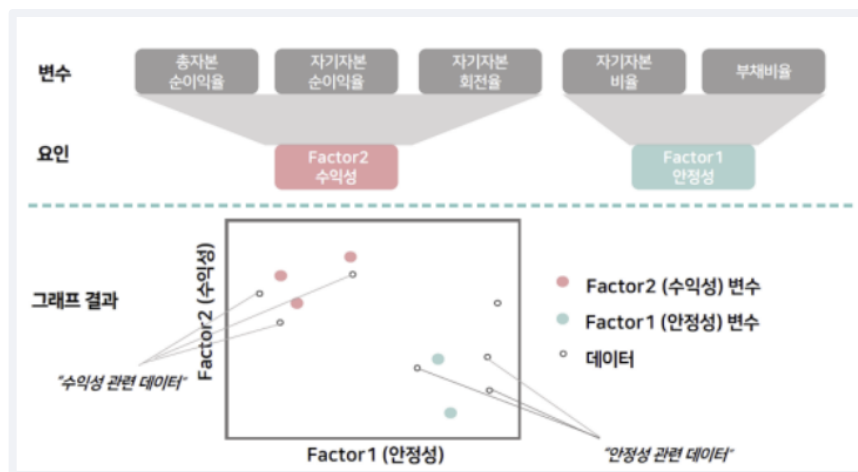 변수
총자본
순이익율
자기자본
순이익율
자기자본
회전율
자기자본
비율
부채비율
요인
Factor2
수익성
Factor1
안정성
그래프 결과
Factor2 (수익성)
Factor2 (수익성) 변수
Factor1 (안정성) 변수
데이터
"수익성 관련 데이터"
Factor1 (안정성)
"안정성 관련 데이터"